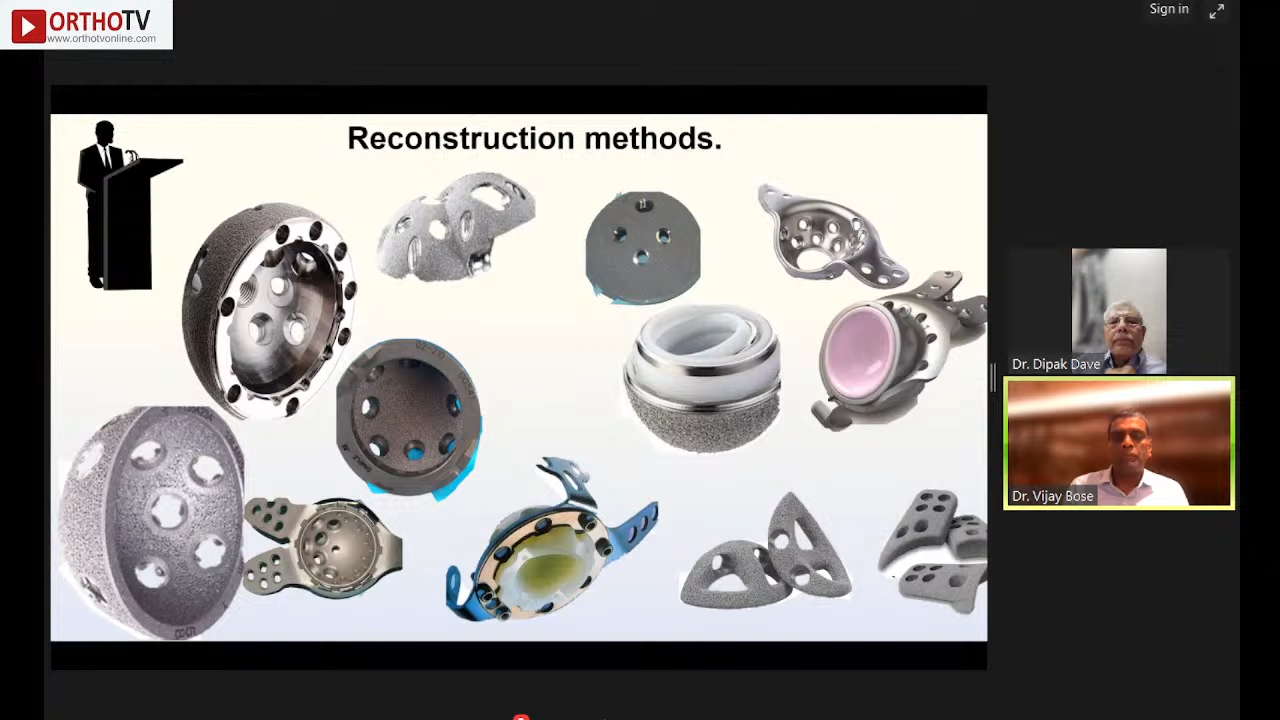 ORTHOTV
www.orthotvonline.com
Sign in
Reconstruction methods.
Dr. Dipak Dave
Dr. Vijay Bose